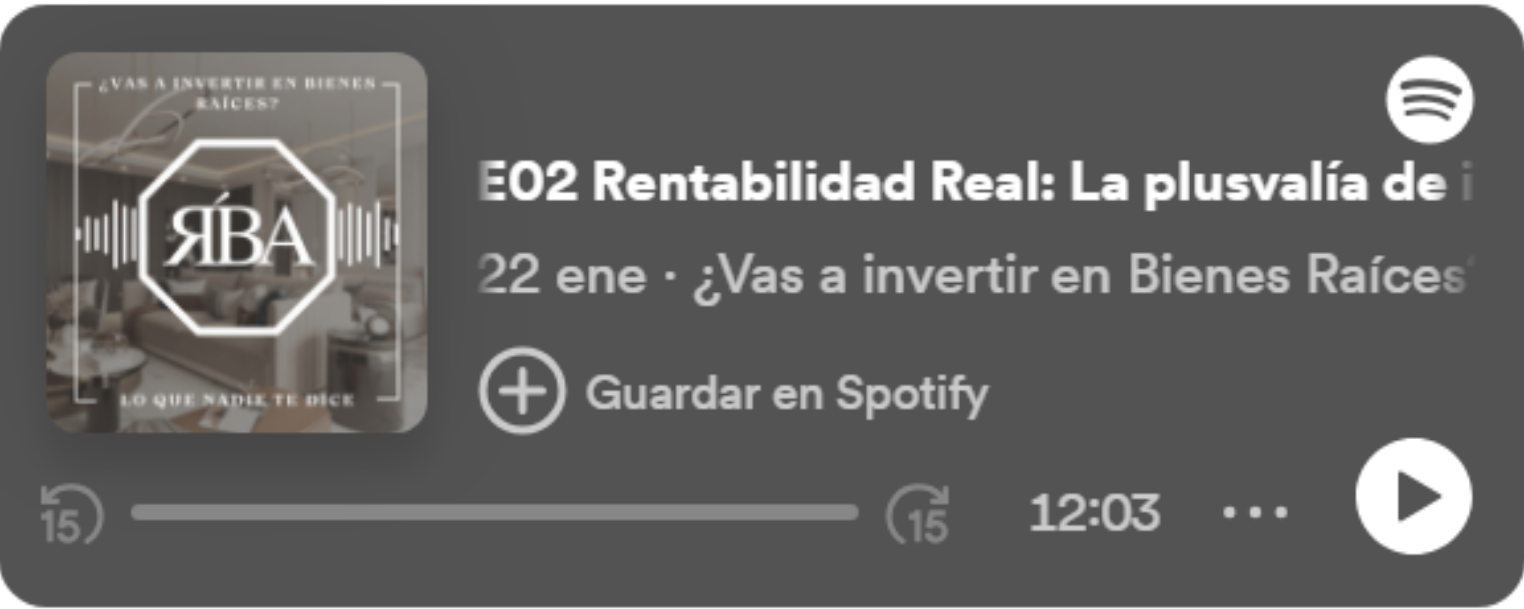 ¿VAS A INVERTIR EN BIENES
RAÍCES?
RÍBA
LO QUE NADIE TE DICE
E02 Rentabilidad Real: La plusvalía de i
22 ene · ¿Vas a invertir en Bienes Raíces
Guardar en Spotify
15
15
12:03